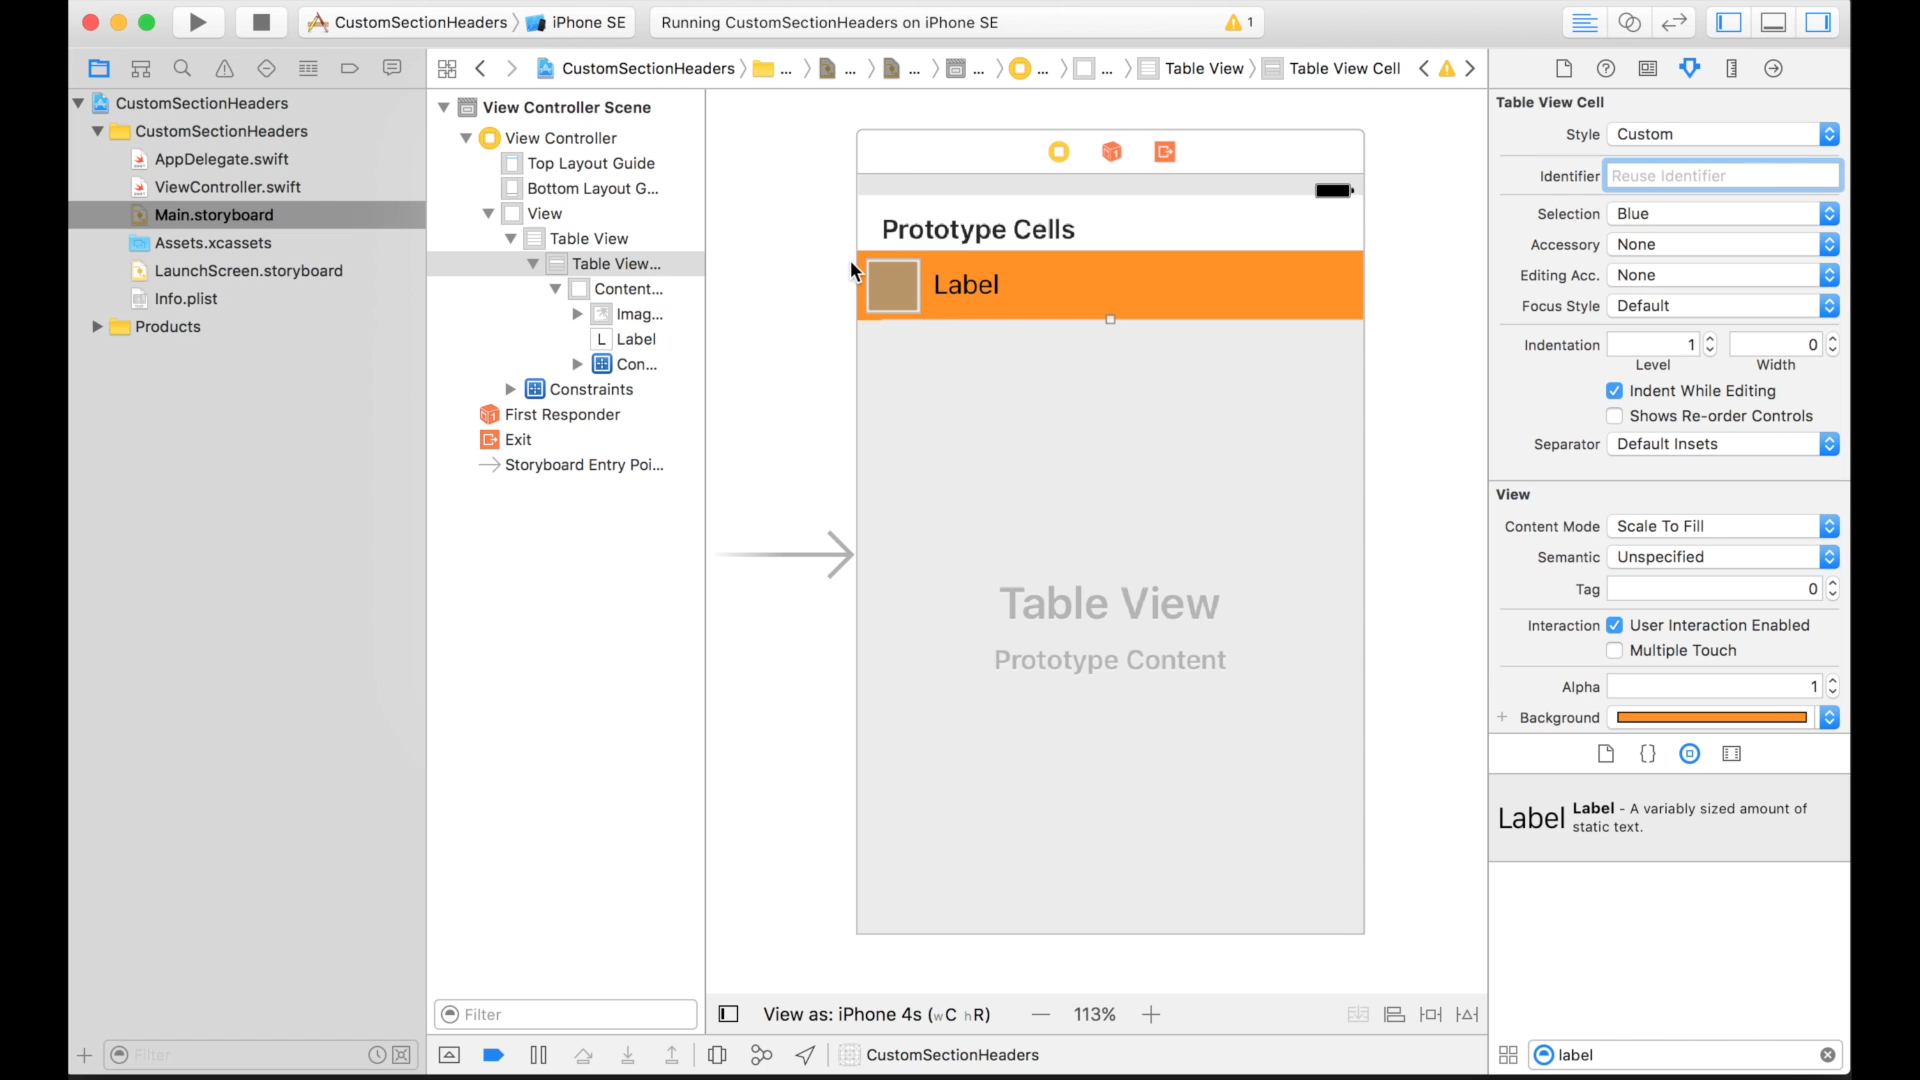 CustomSectionHeaders
iPhone SE
Running CustomSectionHeaders on iPhone SE
1
CustomSectionHeaders
...
...
...
...
...
...
Table View
Table View Cell
CustomSectionHeaders
CustomSectionHeaders
AppDelegate.swift
ViewController.swift
Main.storyboard
Assets.xcassets
LaunchScreen.storyboard
Info.plist
Products
Filter
View Controller Scene
View Controller
Top Layout Guide
Bottom Layout G...
View
Table View
Table View...
Content...
Imag...
L Label
Con...
Constraints
First Responder
Exit
Storyboard Entry Poi...
Filter
Prototype Cells
Label
Table View
Prototype Content
View as: iPhone 4s (wC hR)
113%
CustomSectionHeaders
Table View Cell
Style Custom
Identifier Reuse Identifier
Selection Blue
Accessory None
Editing Acc. None
Focus Style Default
Indentation 1 0
Level Width
Indent While Editing
Shows Re-order Controls
Separator Default Insets
View
Content Mode Scale To Fill
Semantic Unspecified
Tag 0
Interaction User Interaction Enabled
Multiple Touch
Alpha 1
Background
Label Label - A variably sized amount of
static text.
label